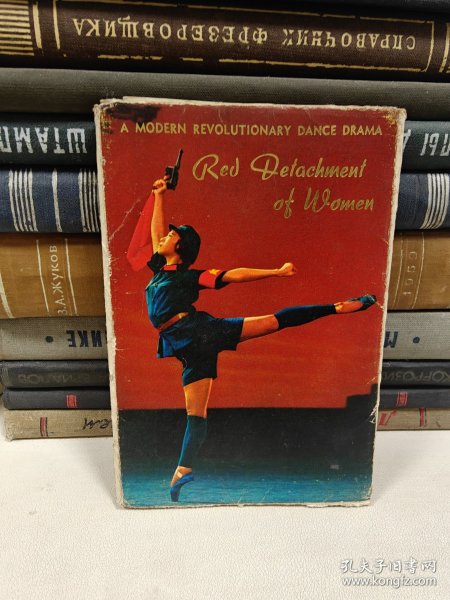 СПРАВОЧНИК ФРЕЗЕРОВЩИКА
ШТАМП
A MODERN REVOLUTIONARY DANCE DRAMA
Red Detachment
of Women
В.А.ЖУКОВ
1953
孔夫子旧书网
www.kongfz.com